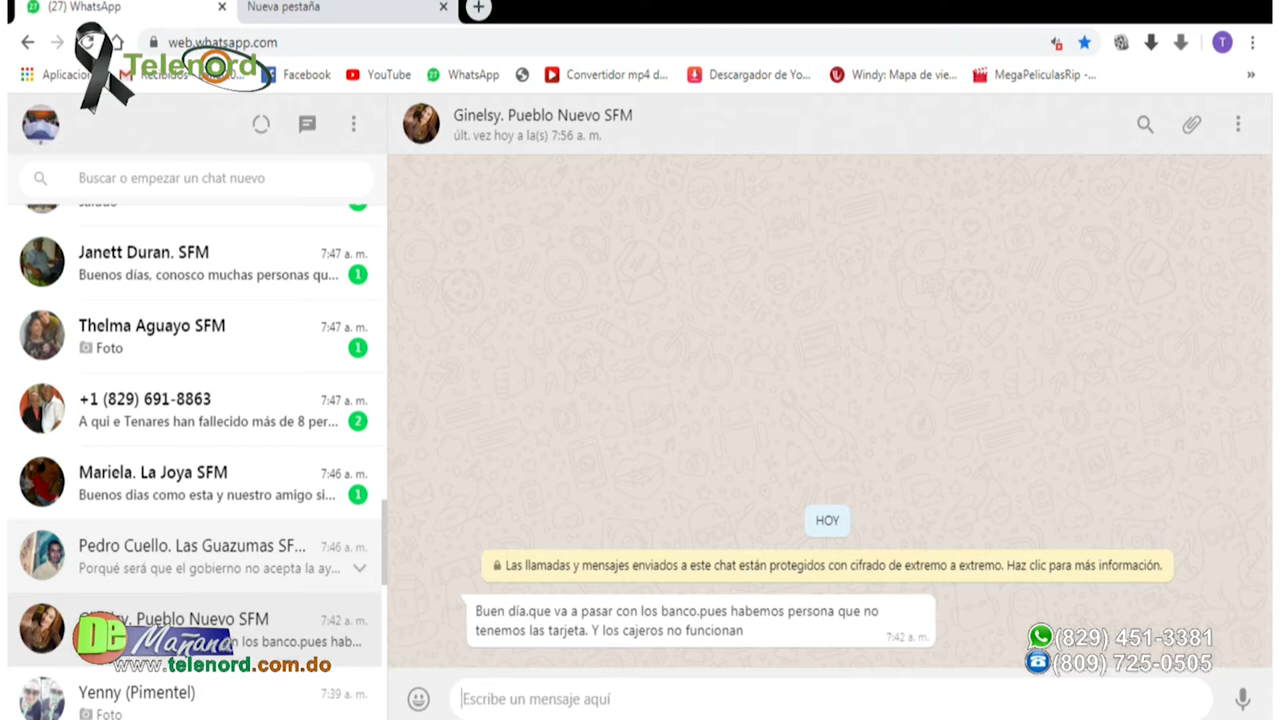 27 (27) WhatsApp
Nueva pestaña
web.whatsapp.com
T
Telenord
Facebook
YouTube
27 WhatsApp
Convertidor mp4 d...
Descargador de Yo...
Windy: Mapa de vie...
MegaPeliculasRip -...
»
Ginelsy. Pueblo Nuevo SFM
últ. vez hoy a la(s) 7:56 a. m.
Buscar o empezar un chat nuevo
Janett Duran. SFM 7:47 a. m.
Buenos días, conosco muchas personas qu... 1
Thelma Aguayo SFM 7:47 a. m.
Foto 1
+1 (829) 691-8863 7:47 a. m.
A qui e Tenares han fallecido más de 8 per... 2
Mariela. La Joya SFM 7:46 a. m.
Buenos dias como esta y nuestro amigo si... 1
Pedro Cuello. Las Guazumas SF... 7:46 a. m.
Porqué será que el gobierno no acepta la ay...
Pueblo Nuevo SFM 7:42 a. m.
los banco.pues hab...
Yenny (Pimentel) 7:39 a. m.
Foto
HOY
Las llamadas y mensajes enviados a este chat están protegidos con cifrado de extremo a extremo. Haz clic para más información.
Buen día.que va a pasar con los banco.pues habemos persona que no
tenemos las tarjeta. Y los cajeros no funcionan
7:42 a. m.
Escribe un mensaje aquí
De Mañana
www.telenord.com.do
(829) 451-3381
(809) 725-0505